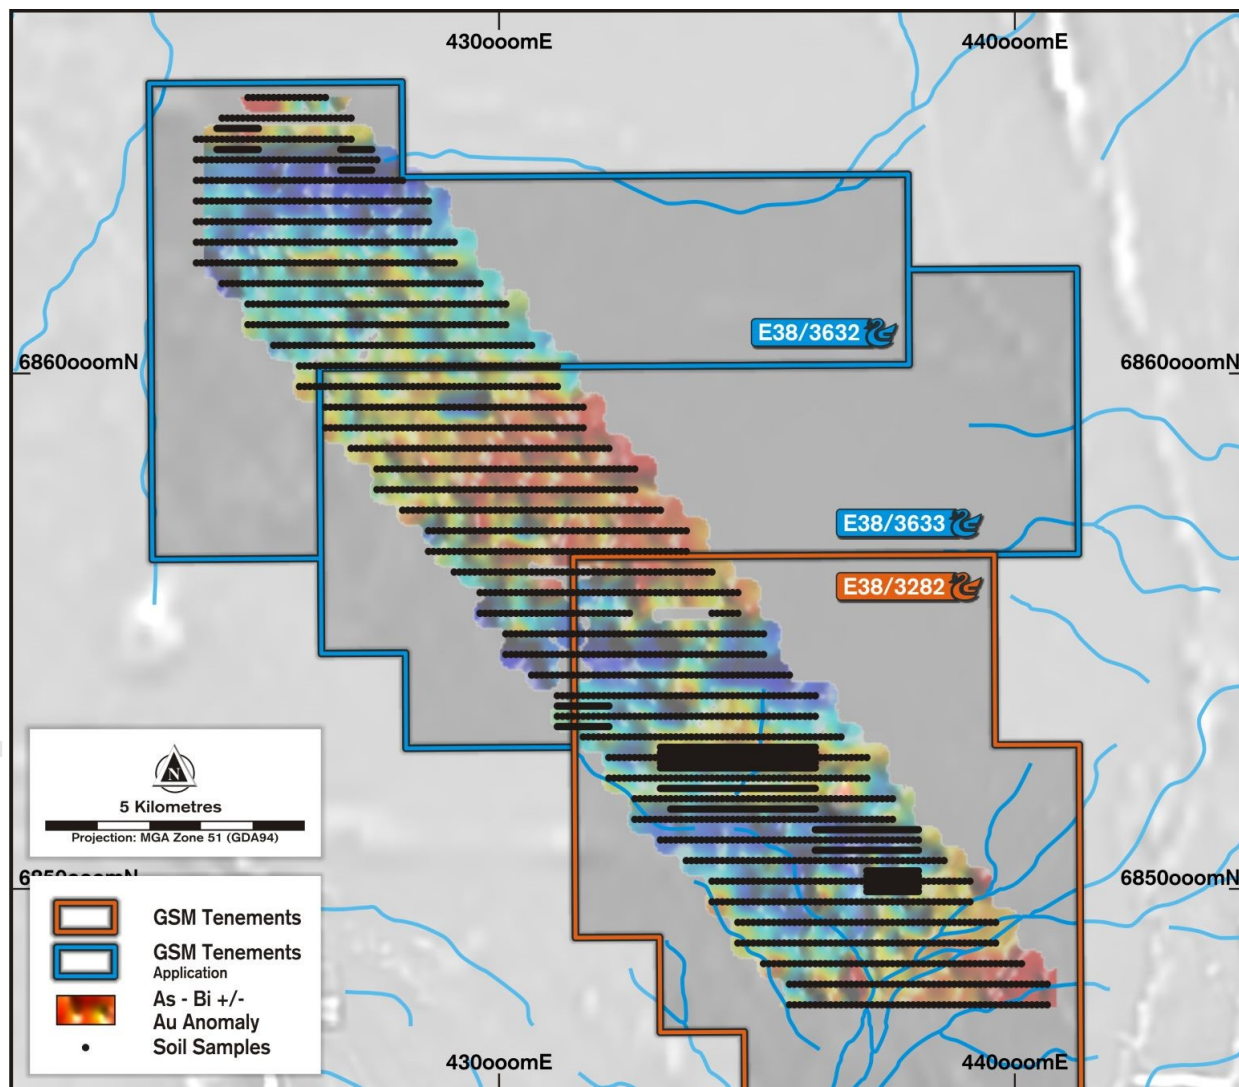 430000mE
440000mE
E38/3632
6860000mN
6860000mN
E38/3633
E38/3282
N
5 Kilometres
Projection: MGA Zone 51 (GDA94)
6850000mN
6850000mN
GSM Tenements
GSM Tenements
Application
As - Bi +/-
Au Anomaly
Soil Samples
430000mE
440000mE